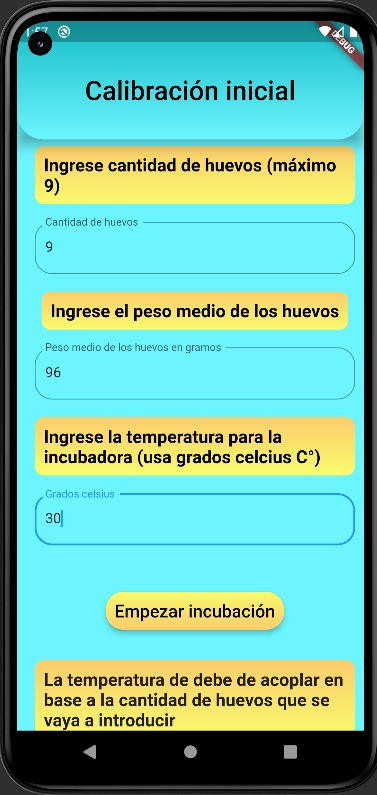 1:57
DEBUG
Calibración inicial
Ingrese cantidad de huevos (máximo
9)
Cantidad de huevos
9
Ingrese el peso medio de los huevos
Peso medio de los huevos en gramos
96
Ingrese la temperatura para la
incubadora (usa grados celcius C°)
Grados celsius
30
Empezar incubación
La temperatura de debe de acoplar en
base a la cantidad de huevos que se
vaya a introducir